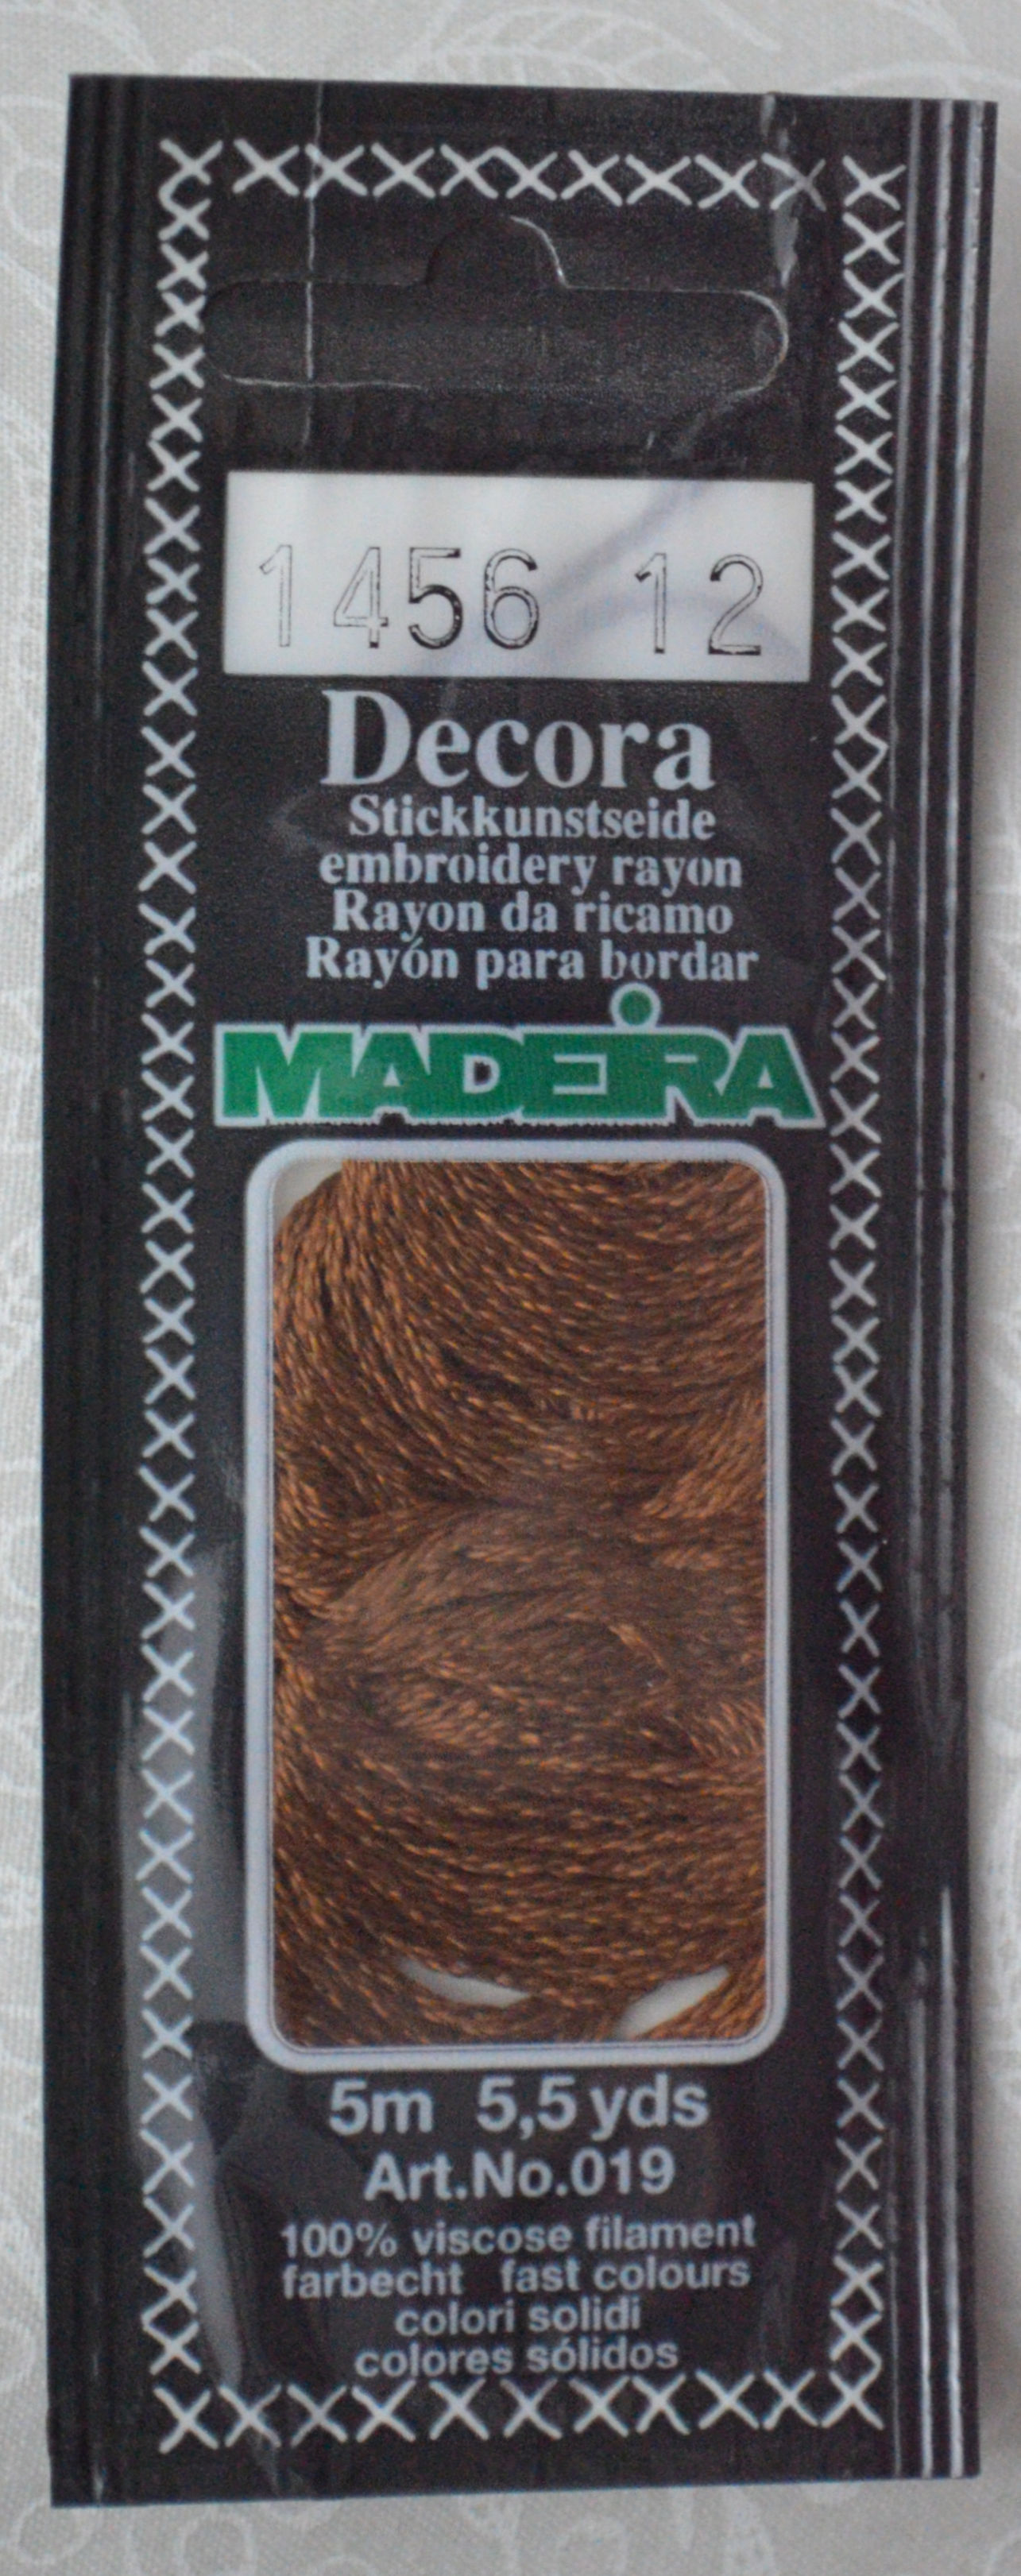 1456 12
Decora
Stickkunstseide
embroidery rayon
Rayon da ricamo
Rayón para bordar
MADEIRA
5m 5,5 yds
Art.No.019
100% viscose filament
farbecht fast colours
colori solidi
colores sólidos